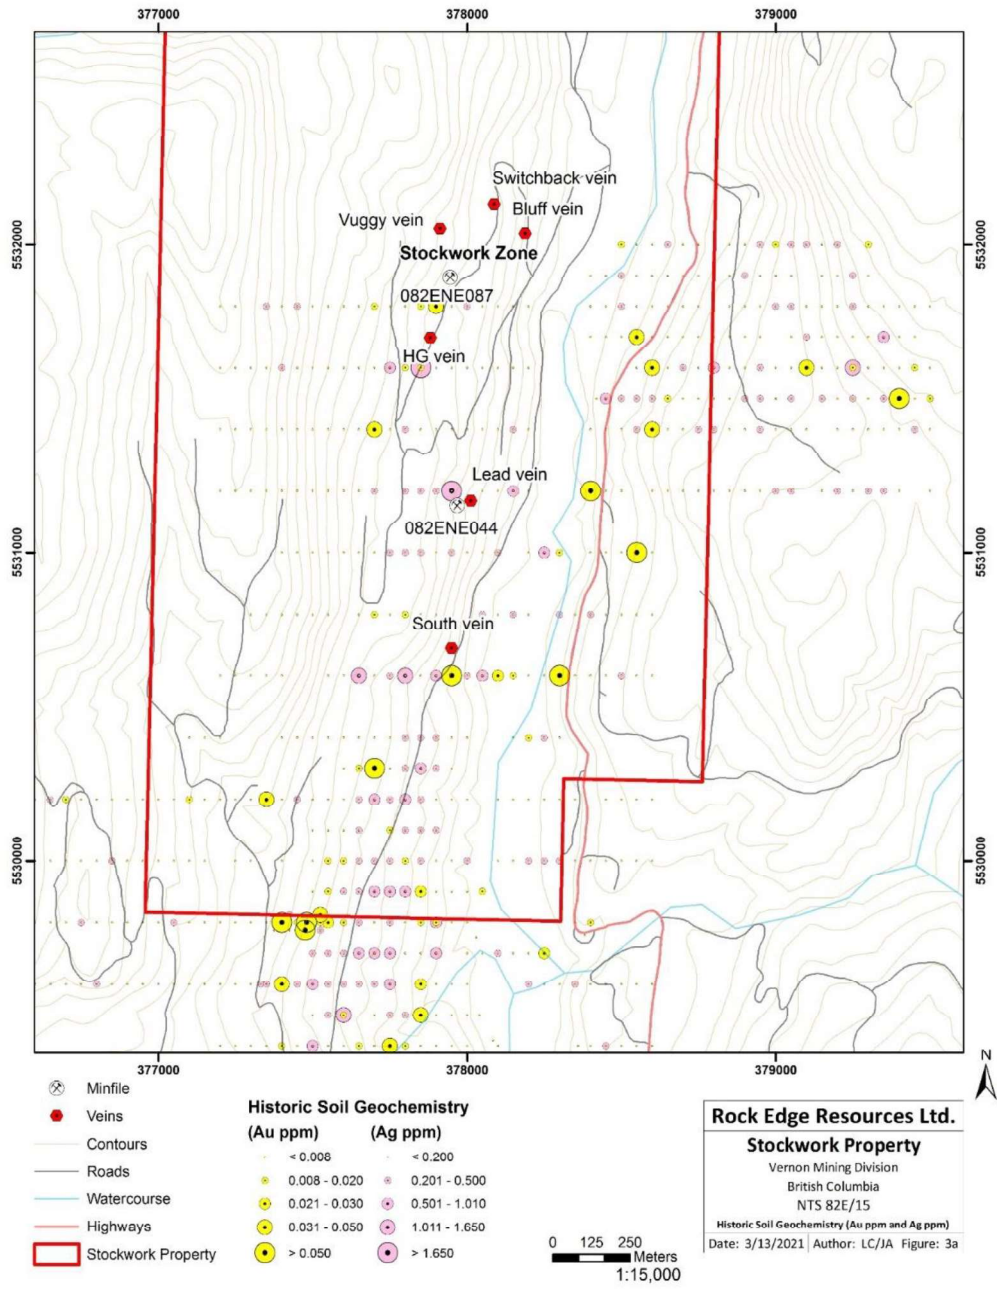 377000
378000
379000
Switchback vein
Vuggy vein
Bluff vein
5532000
5532000
Stockwork Zone
082ENE087
HG vein
Lead vein
082ENE044
5531000
5531000
South vein
5530000
5530000
377000
378000
379000
N
Minfile
Veins
Contours
Roads
Watercourse
Highways
Stockwork Property
Historic Soil Geochemistry
(Au ppm) (Ag ppm)
< 0.008 < 0.200
0.008 - 0.020 0.201 - 0.500
0.021 - 0.030 0.501 - 1.010
0.031 - 0.050 1.011 - 1.650
> 0.050 > 1.650
0 125 250
Meters
1:15,000
Rock Edge Resources Ltd.
Stockwork Property
Vernon Mining Division
British Columbia
NTS 82E/15
Historic Soil Geochemistry (Au ppm and Ag ppm)
Date: 3/13/2021 Author: LC/JA Figure: 3a